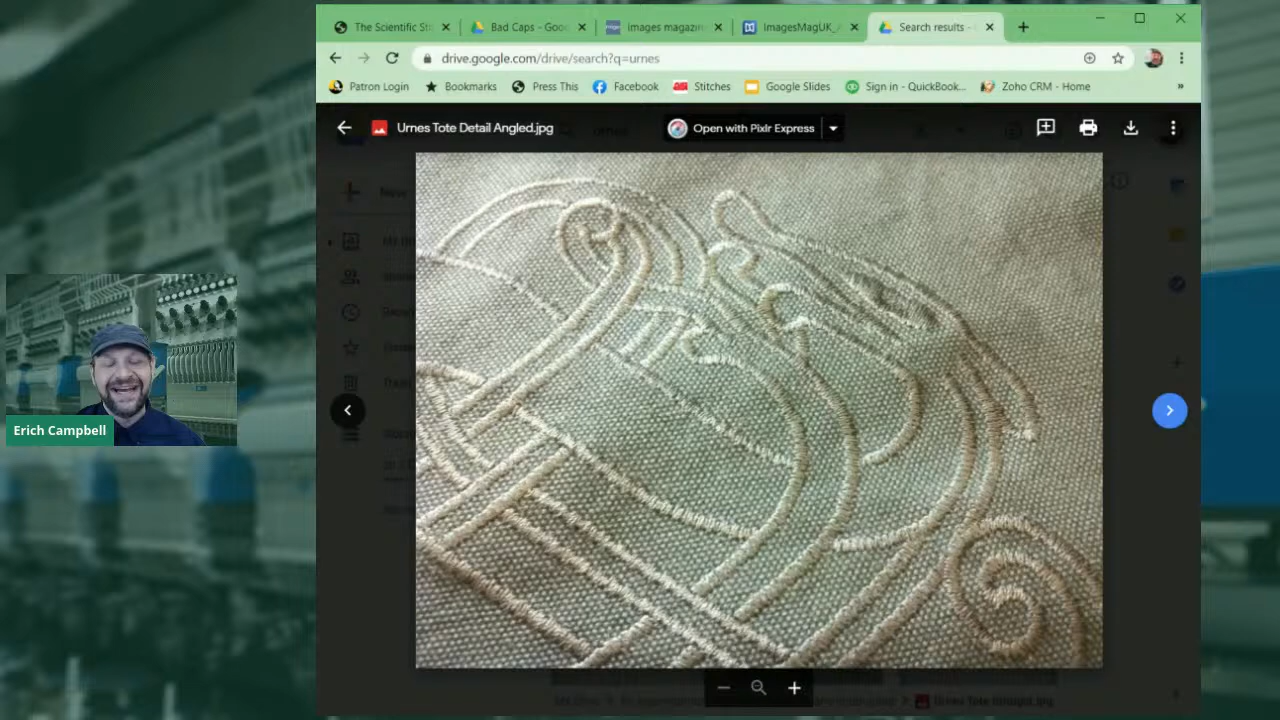 The Scientific St
Bad Caps - Goo
images magazin
ImagesMagUK_
Search results -
drive.google.com/drive/search?q=urnes
Patron Login
Bookmarks
Press This
Facebook
Stitches
Google Slides
Sign in - QuickBook...
Zoho CRM - Home
»
Urnes Tote Detail Angled.jpg
Open with Pixlr Express
New
Erich Campbell